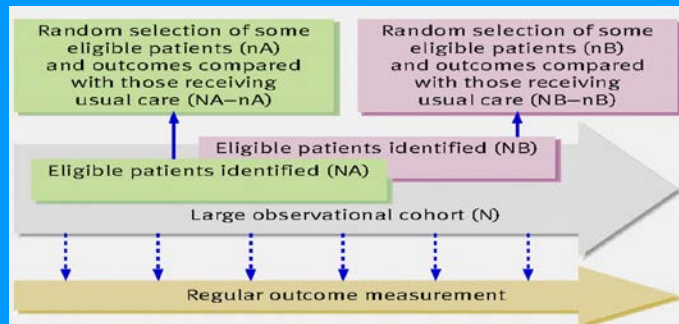 Random selection of some
eligible patients (nA)
and outcomes compared
with those receiving
usual care (NA–nA)
Random selection of some
eligible patients (nB)
and outcomes compared
with those receiving
usual care (NB–nB)
Eligible patients identified (NB)
Eligible patients identified (NA)
Large observational cohort (N)
Regular outcome measurement